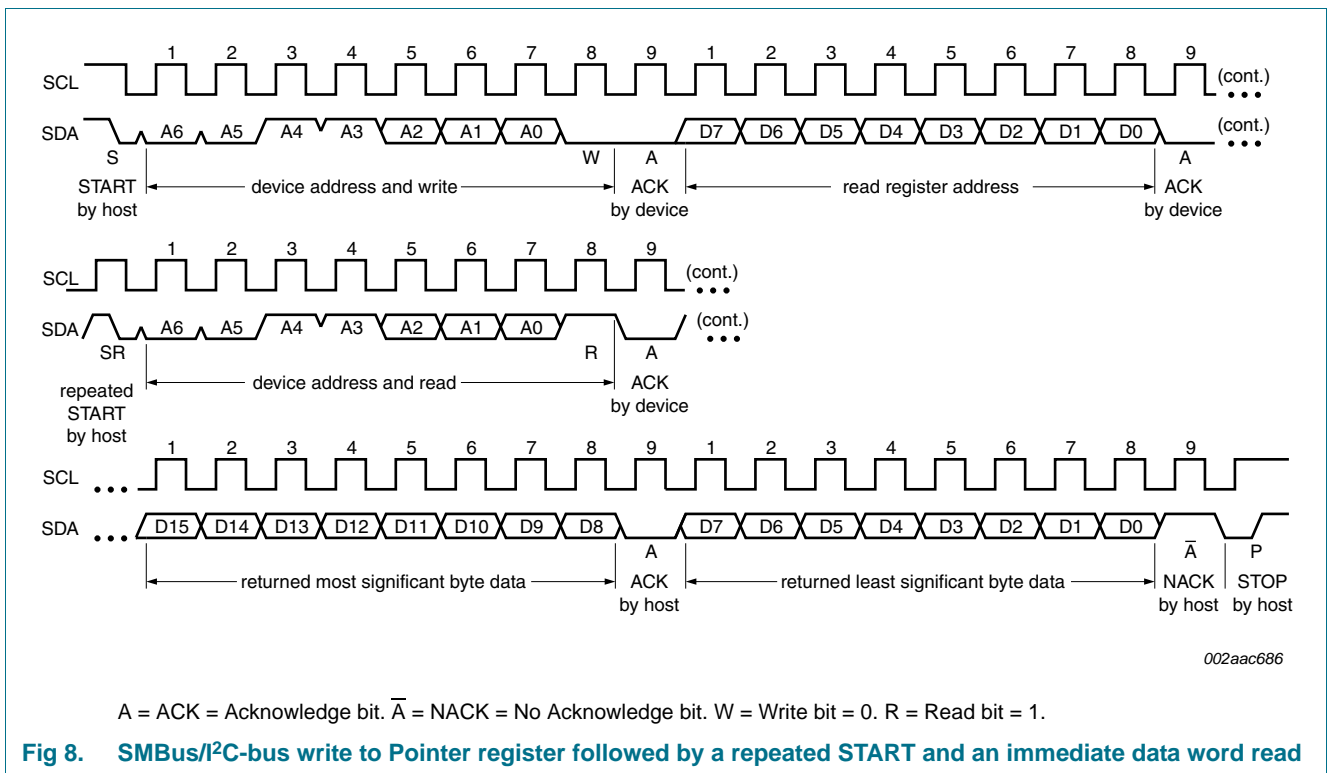 1 2 3 4 5 6 7 8 9 1 2 3 4 5 6 7 8 9
SCL (cont.)
SDA A6 A5 A4 A3 A2 A1 A0 D7 D6 D5 D4 D3 D2 D1 D0 (cont.)
S W A A
START device address and write ACK read register address ACK
by host by device by device
1 2 3 4 5 6 7 8 9
SCL (cont.)
SDA A6 A5 A4 A3 A2 A1 A0 (cont.)
SR R A
repeated device address and read ACK
START by device
by host
1 2 3 4 5 6 7 8 9 1 2 3 4 5 6 7 8 9
SCL
SDA D15 D14 D13 D12 D11 D10 D9 D8 D7 D6 D5 D4 D3 D2 D1 D0
A A̅ P
returned most significant byte data ACK returned least significant byte data NACK STOP
by host by host by host
002aac686
A = ACK = Acknowledge bit. A̅ = NACK = No Acknowledge bit. W = Write bit = 0. R = Read bit = 1.
Fig 8. SMBus/I²C-bus write to Pointer register followed by a repeated START and an immediate data word read